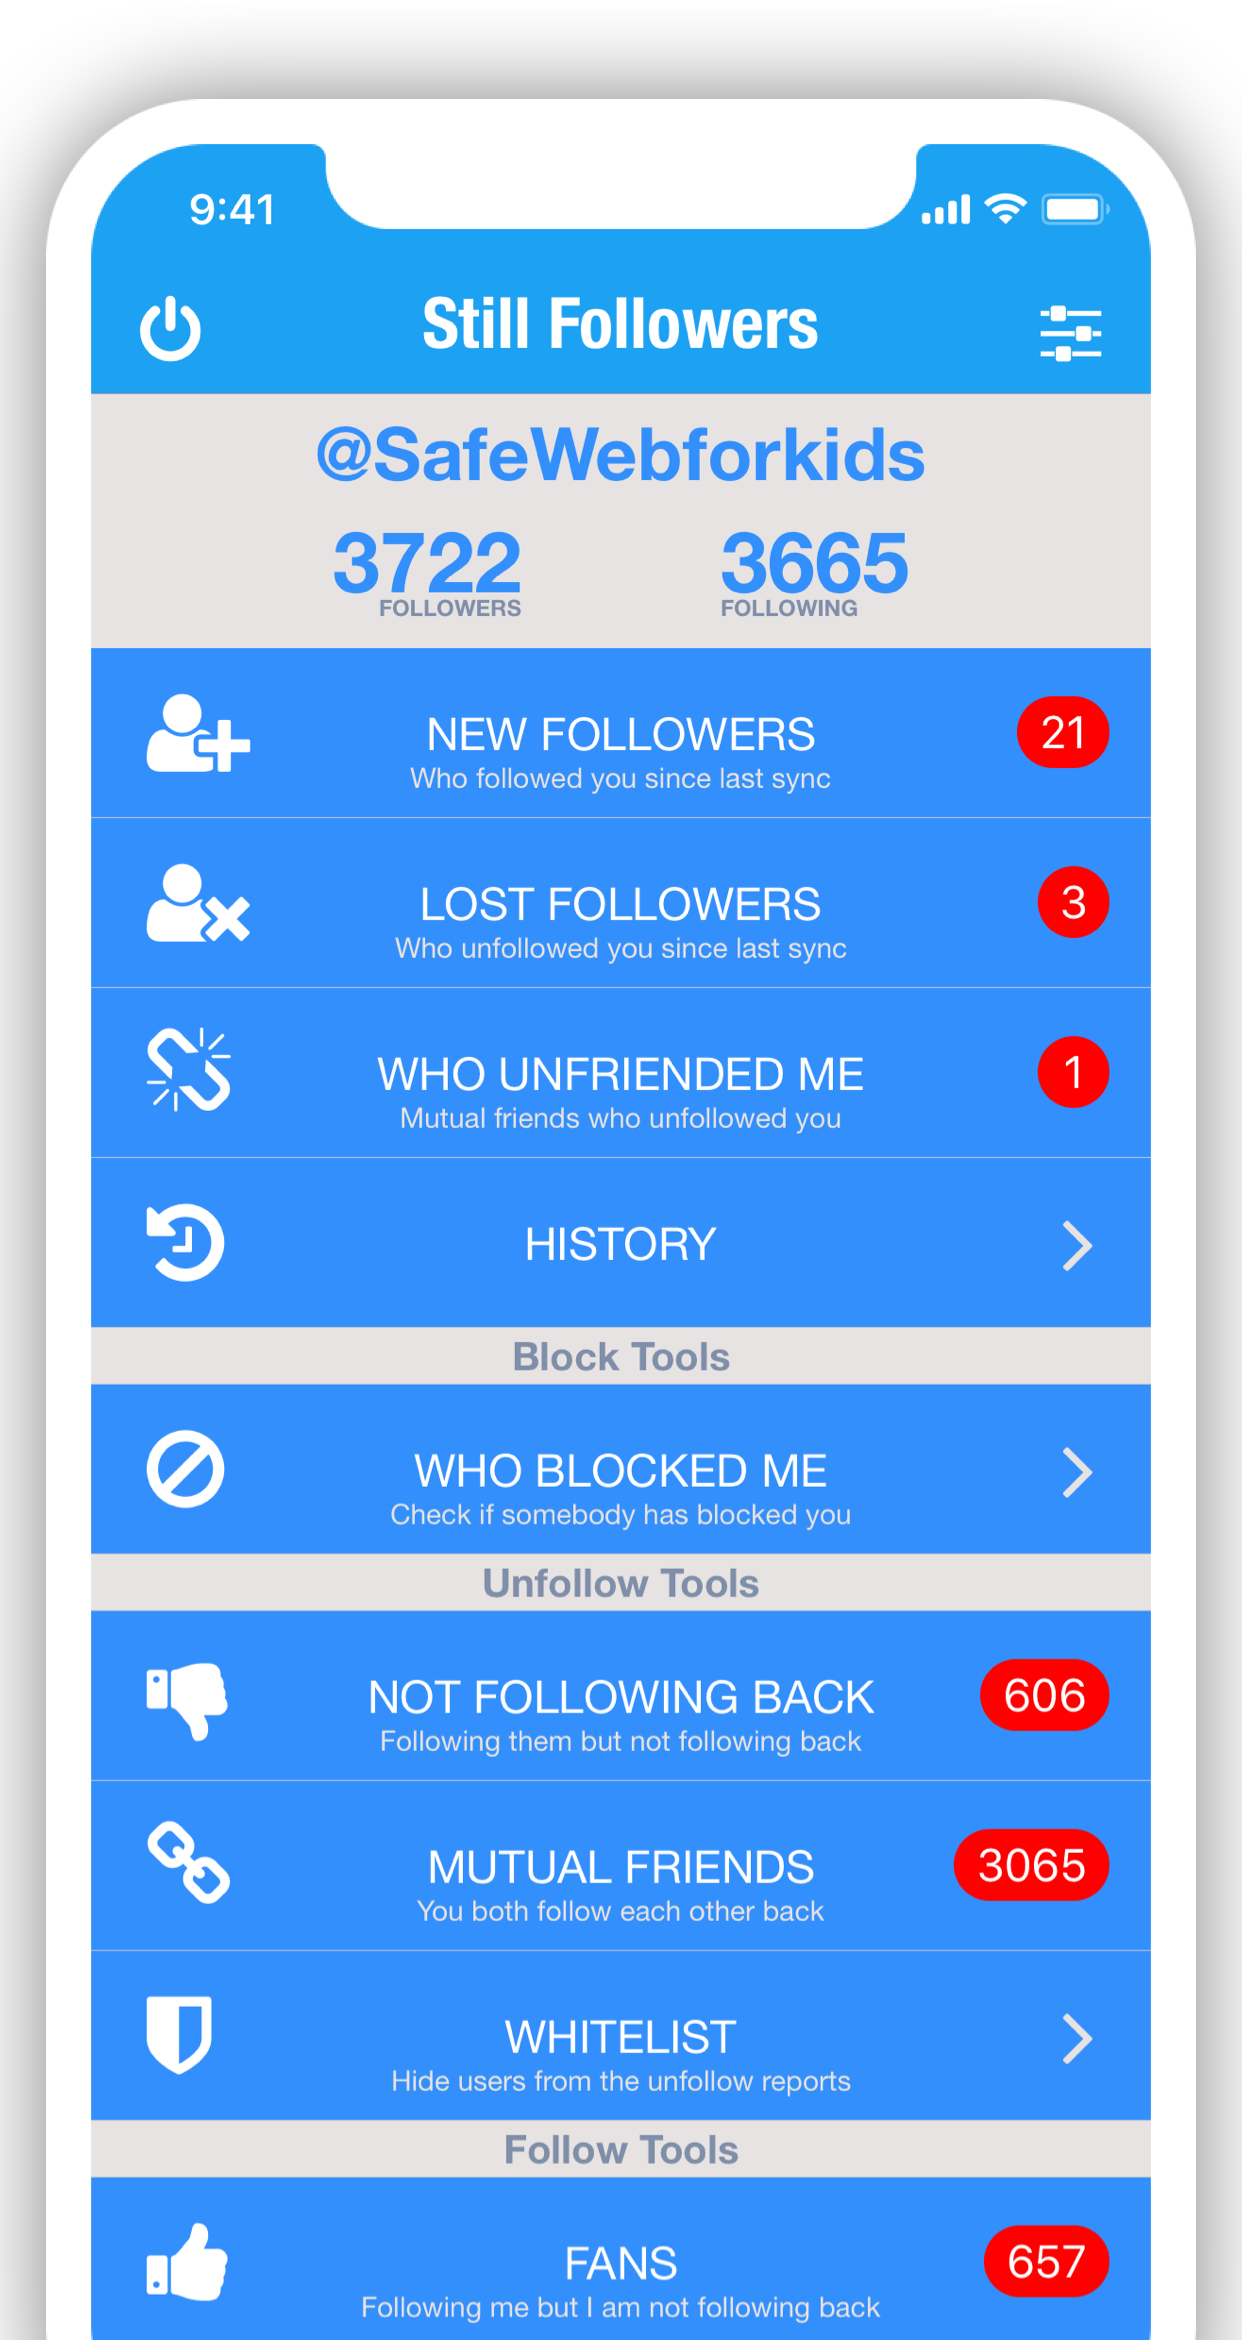 9:41
Still Followers
@SafeWebforkids
3722 3665
FOLLOWERS FOLLOWING
NEW FOLLOWERS 21
Who followed you since last sync
LOST FOLLOWERS 3
Who unfollowed you since last sync
WHO UNFRIENDED ME 1
Mutual friends who unfollowed you
HISTORY
Block Tools
WHO BLOCKED ME
Check if somebody has blocked you
Unfollow Tools
NOT FOLLOWING BACK 606
Following them but not following back
MUTUAL FRIENDS 3065
You both follow each other back
WHITELIST
Hide users from the unfollow reports
Follow Tools
FANS 657
Following me but I am not following back